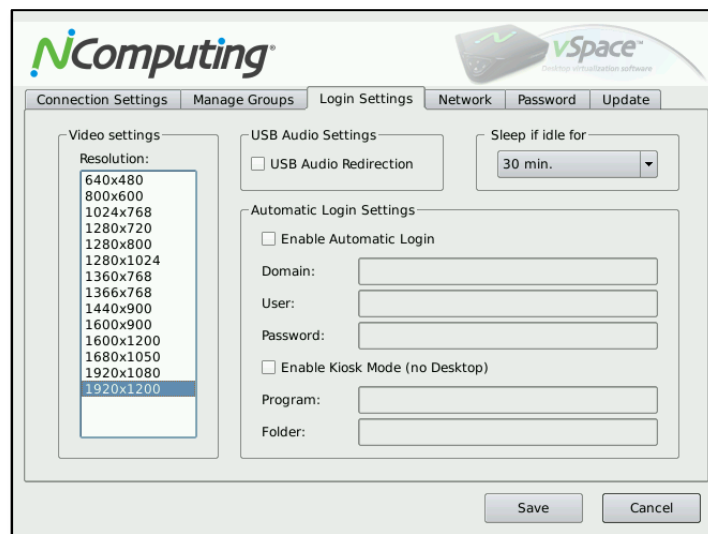 NComputing
vSpace™
Desktop virtualization software
Connection Settings Manage Groups Login Settings Network Password Update
Video settings
Resolution:
640x480
800x600
1024x768
1280x720
1280x800
1280x1024
1360x768
1366x768
1440x900
1600x900
1600x1200
1680x1050
1920x1080
1920x1200
USB Audio Settings
USB Audio Redirection
Sleep if idle for
30 min.
Automatic Login Settings
Enable Automatic Login
Domain:
User:
Password:
Enable Kiosk Mode (no Desktop)
Program:
Folder:
Save Cancel